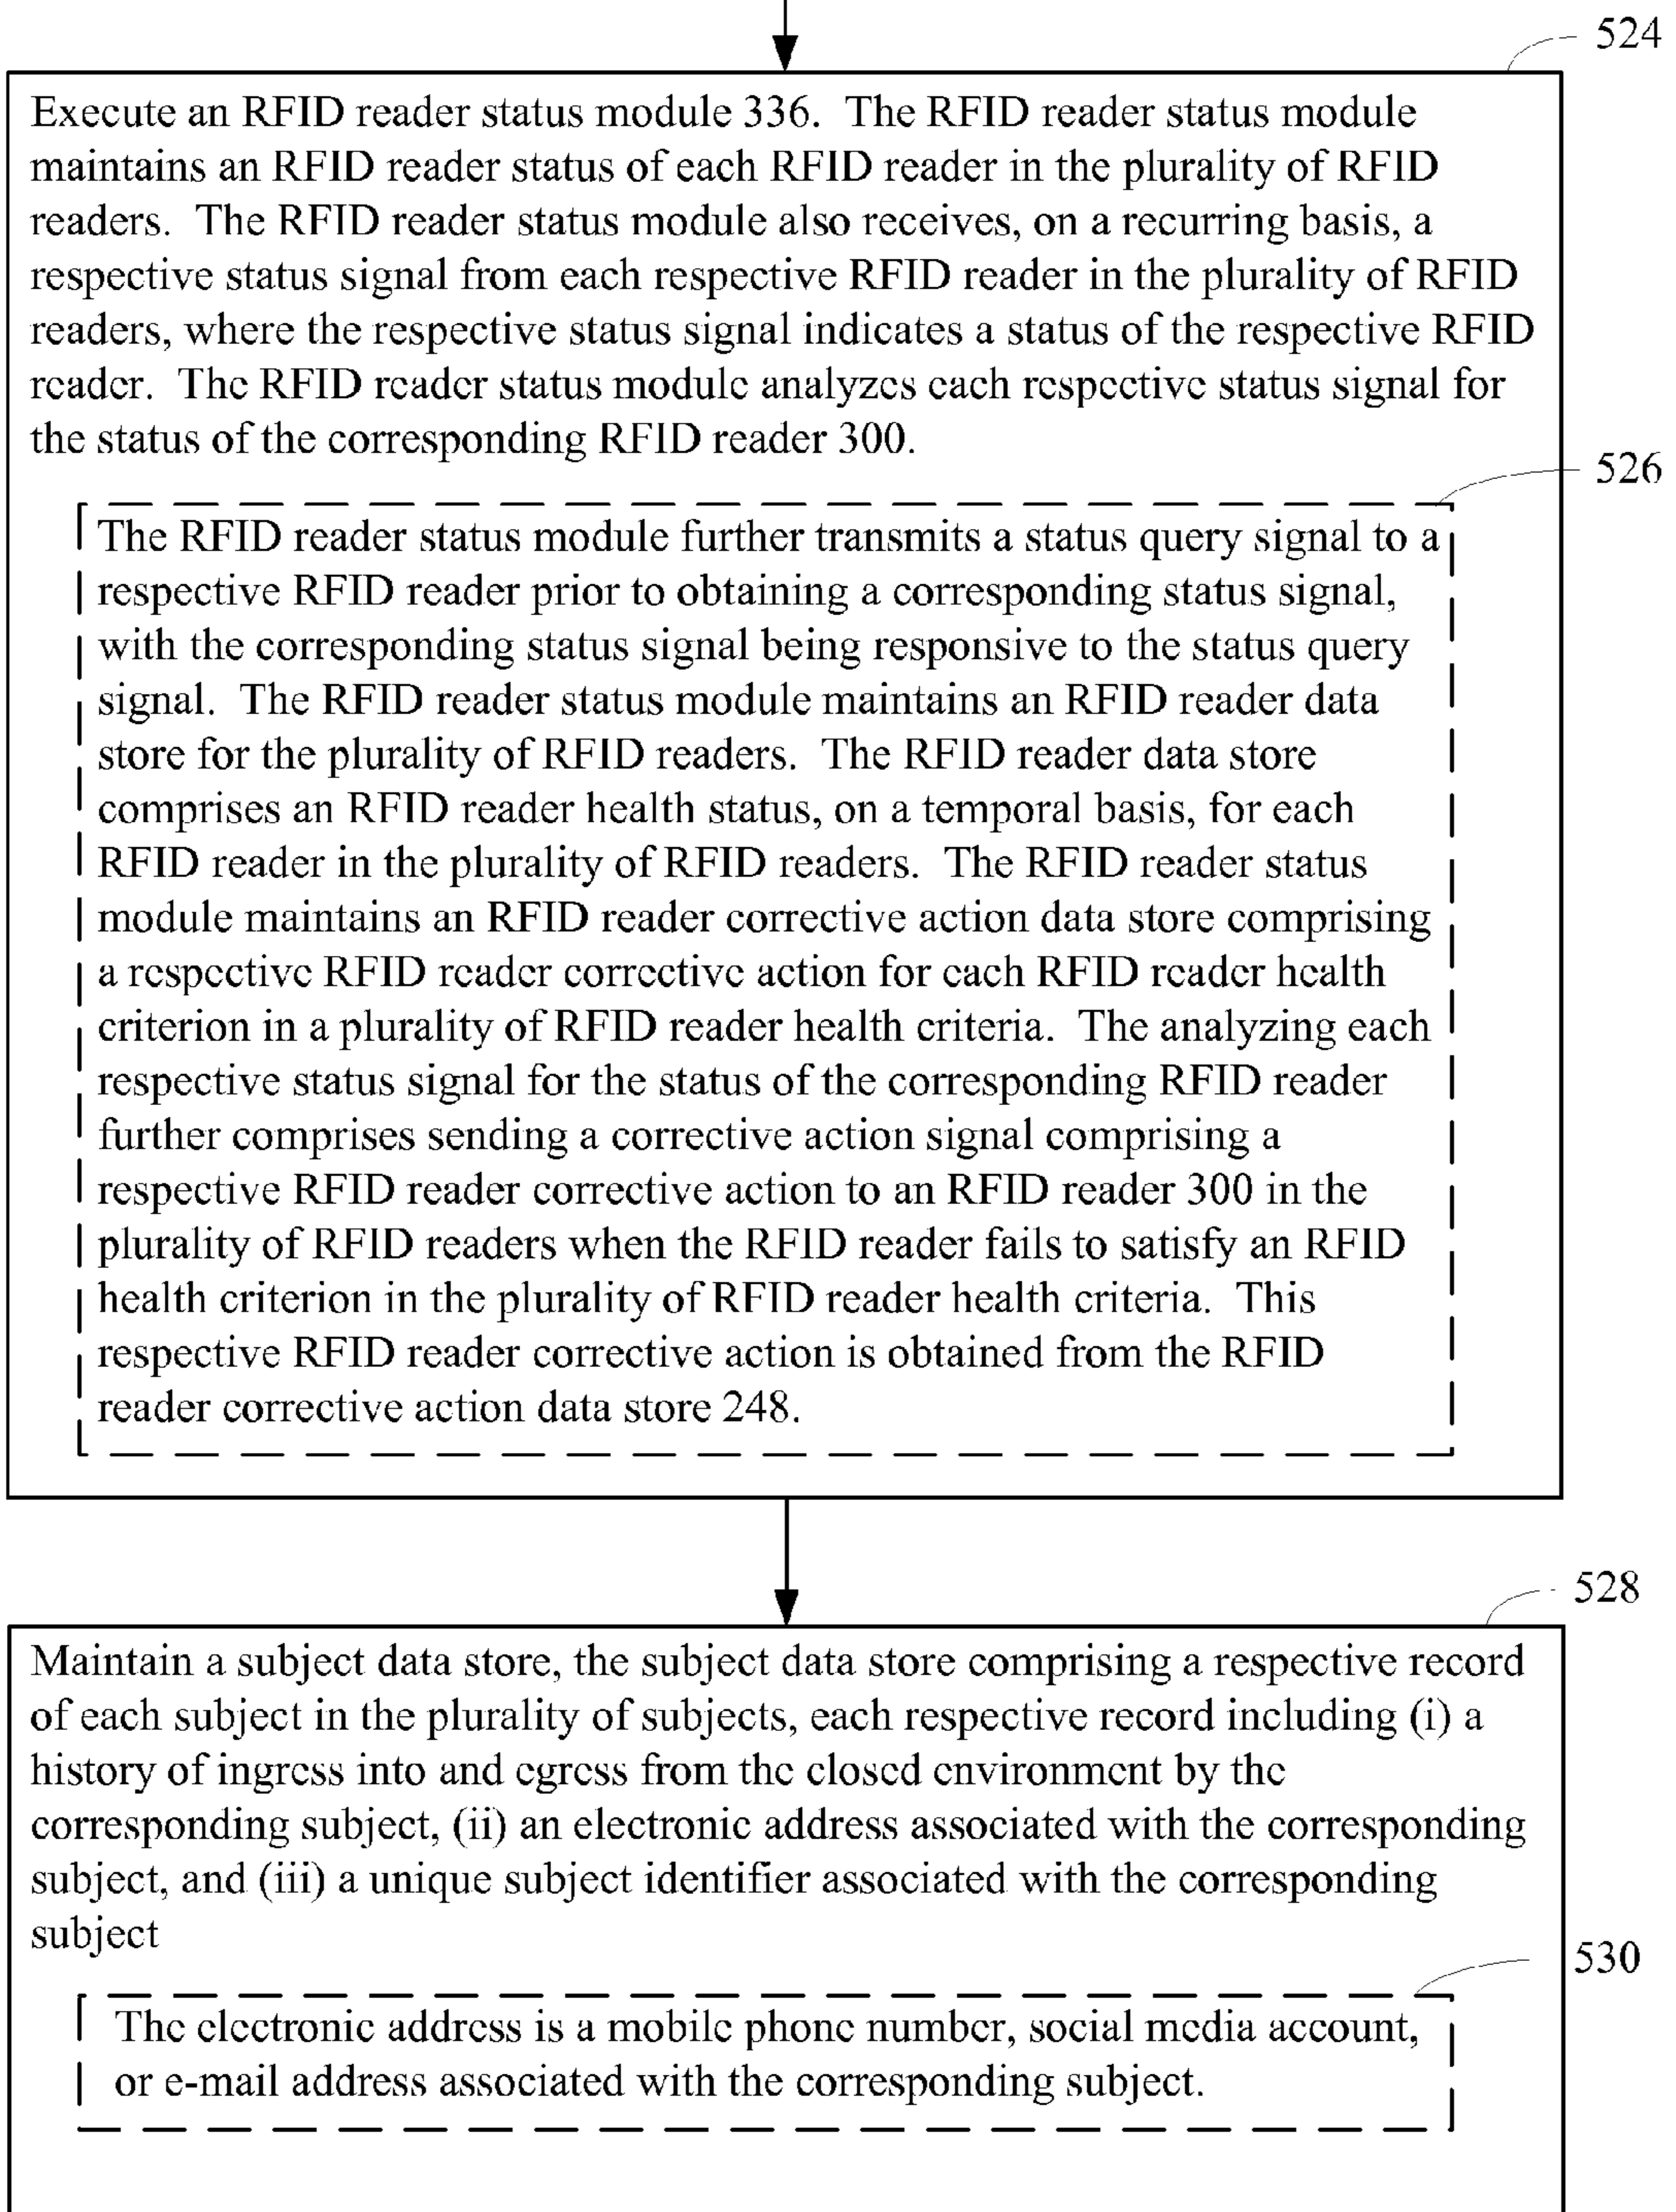 524
Execute an RFID reader status module 336.  The RFID reader status module
maintains an RFID reader status of each RFID reader in the plurality of RFID
readers.  The RFID reader status module also receives, on a recurring basis, a
respective status signal from each respective RFID reader in the plurality of RFID
readers, where the respective status signal indicates a status of the respective RFID
reader.  The RFID reader status module analyzes each respective status signal for
the status of the corresponding RFID reader 300.
526
The RFID reader status module further transmits a status query signal to a
respective RFID reader prior to obtaining a corresponding status signal,
with the corresponding status signal being responsive to the status query
signal.  The RFID reader status module maintains an RFID reader data
store for the plurality of RFID readers.  The RFID reader data store
comprises an RFID reader health status, on a temporal basis, for each
RFID reader in the plurality of RFID readers.  The RFID reader status
module maintains an RFID reader corrective action data store comprising
a respective RFID reader corrective action for each RFID reader health
criterion in a plurality of RFID reader health criteria.  The analyzing each
respective status signal for the status of the corresponding RFID reader
further comprises sending a corrective action signal comprising a
respective RFID reader corrective action to an RFID reader 300 in the
plurality of RFID readers when the RFID reader fails to satisfy an RFID
health criterion in the plurality of RFID reader health criteria.  This
respective RFID reader corrective action is obtained from the RFID
reader corrective action data store 248.
528
Maintain a subject data store, the subject data store comprising a respective record
of each subject in the plurality of subjects, each respective record including (i) a
history of ingress into and egress from the closed environment by the
corresponding subject, (ii) an electronic address associated with the corresponding
subject, and (iii) a unique subject identifier associated with the corresponding
subject
530
The electronic address is a mobile phone number, social media account,
or e-mail address associated with the corresponding subject.